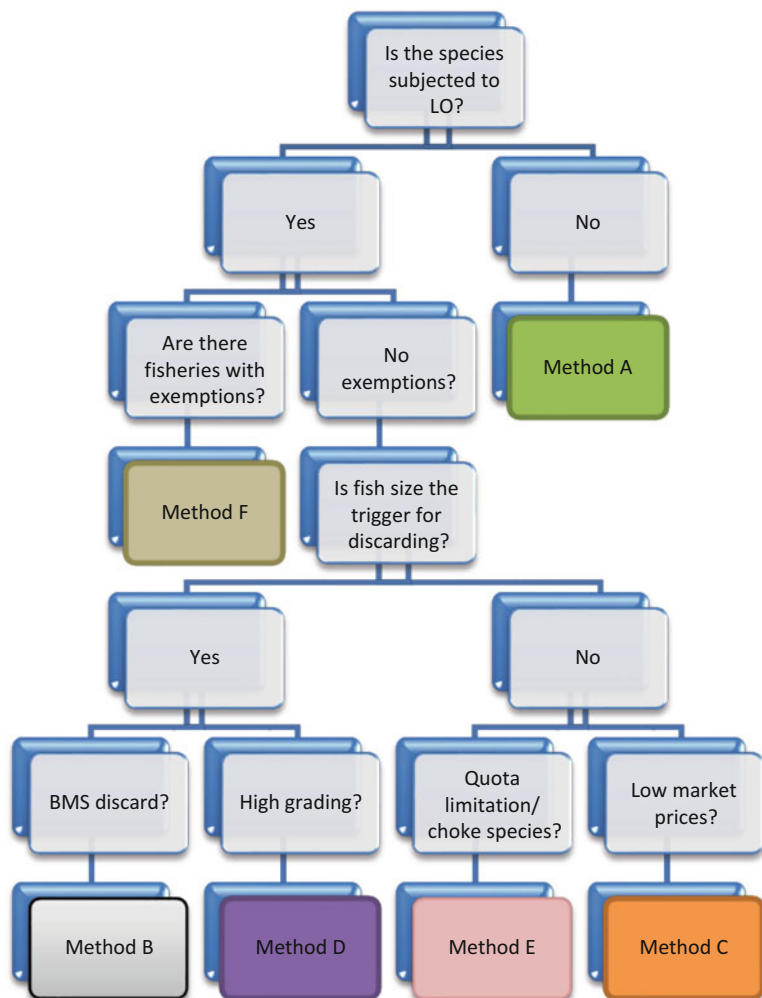 Is the species
subjected to
LO?
Yes
No
Are there
fisheries with
exemptions?
No
exemptions?
Method A
Method F
Is fish size the
trigger for
discarding?
Yes
No
BMS discard?
High grading?
Quota
limitation/
choke species?
Low market
prices?
Method B
Method D
Method E
Method C